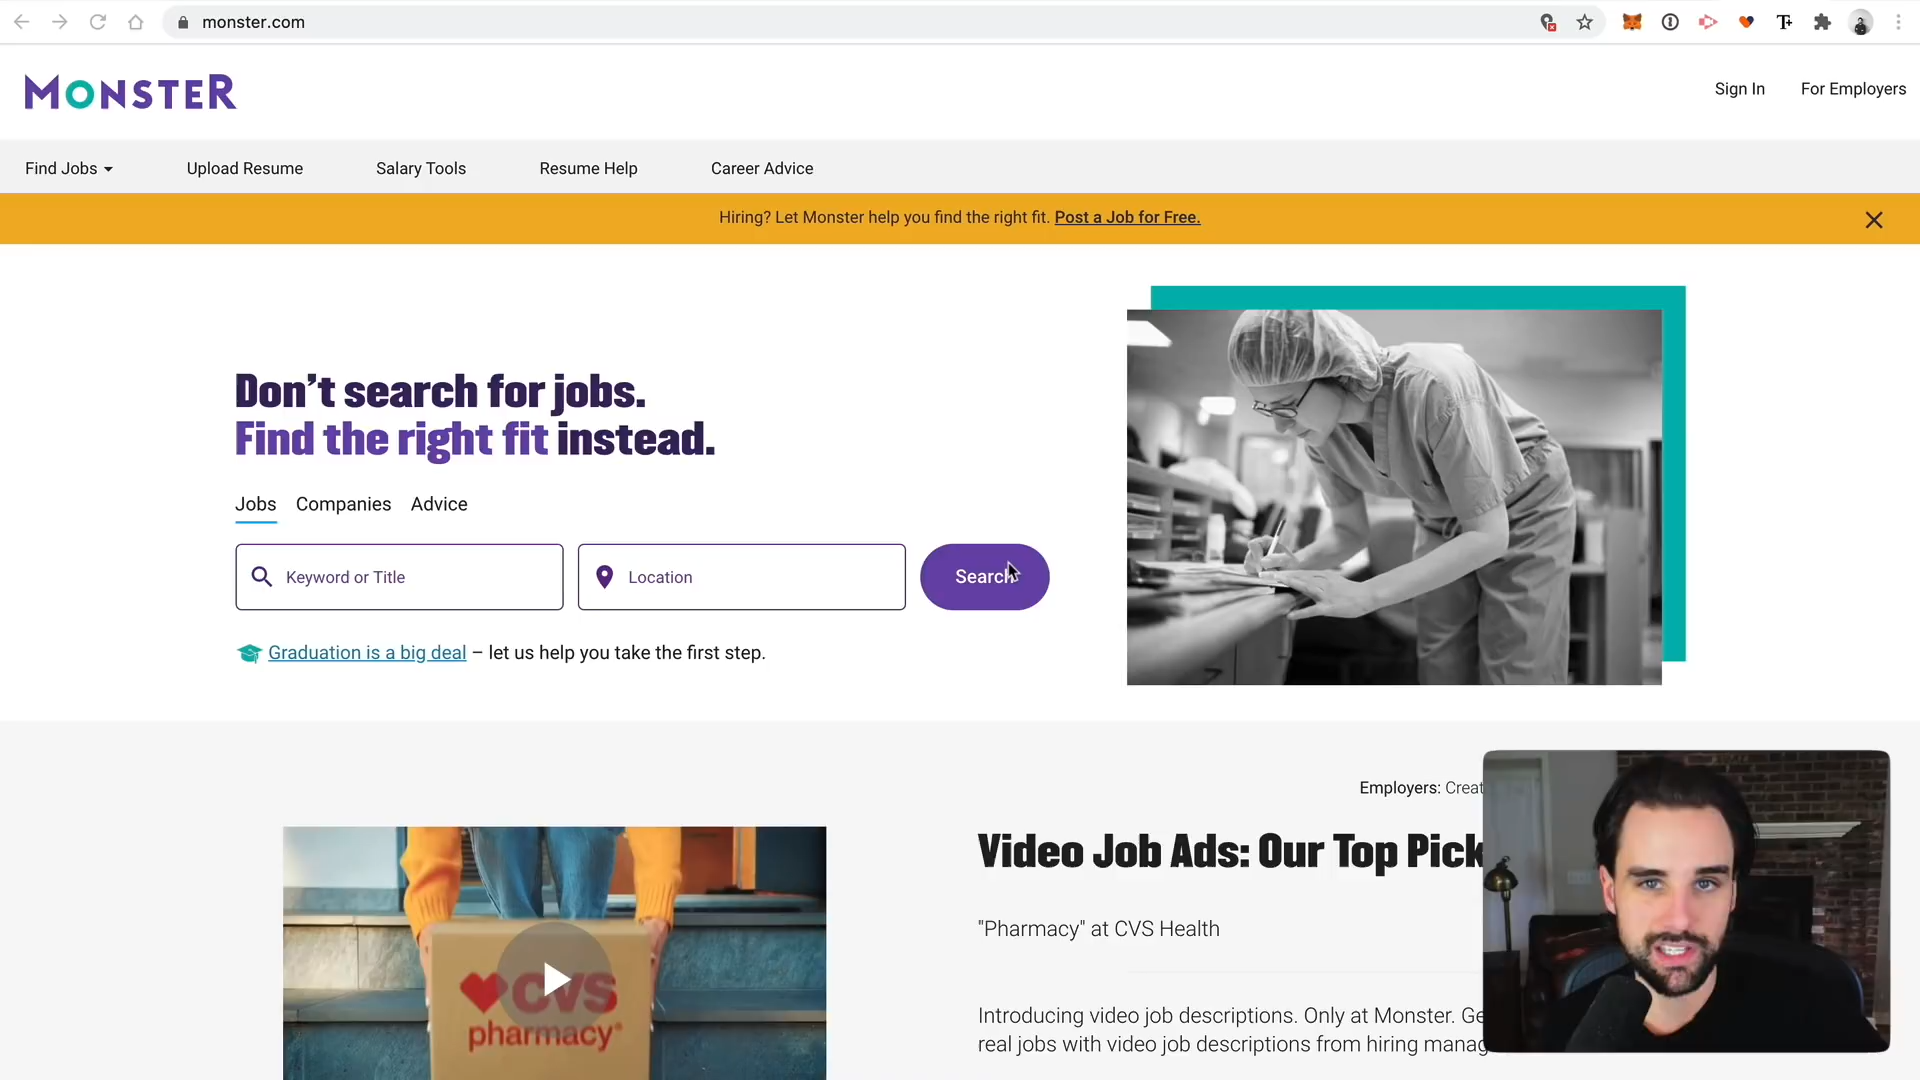 monster.com
MONSTER
Sign In
For Employers
Find Jobs
Upload Resume
Salary Tools
Resume Help
Career Advice
Hiring? Let Monster help you find the right fit. Post a Job for Free.
Don't search for jobs.
Find the right fit instead.
Jobs
Companies
Advice
Keyword or Title
Location
Search
Graduation is a big deal – let us help you take the first step.
Employers:
Video Job Ads: Our Top
"Pharmacy" at CVS Health
Introducing video job descriptions. Only at Monster.
real jobs with video job descriptions from hiring
CVS
pharmacy